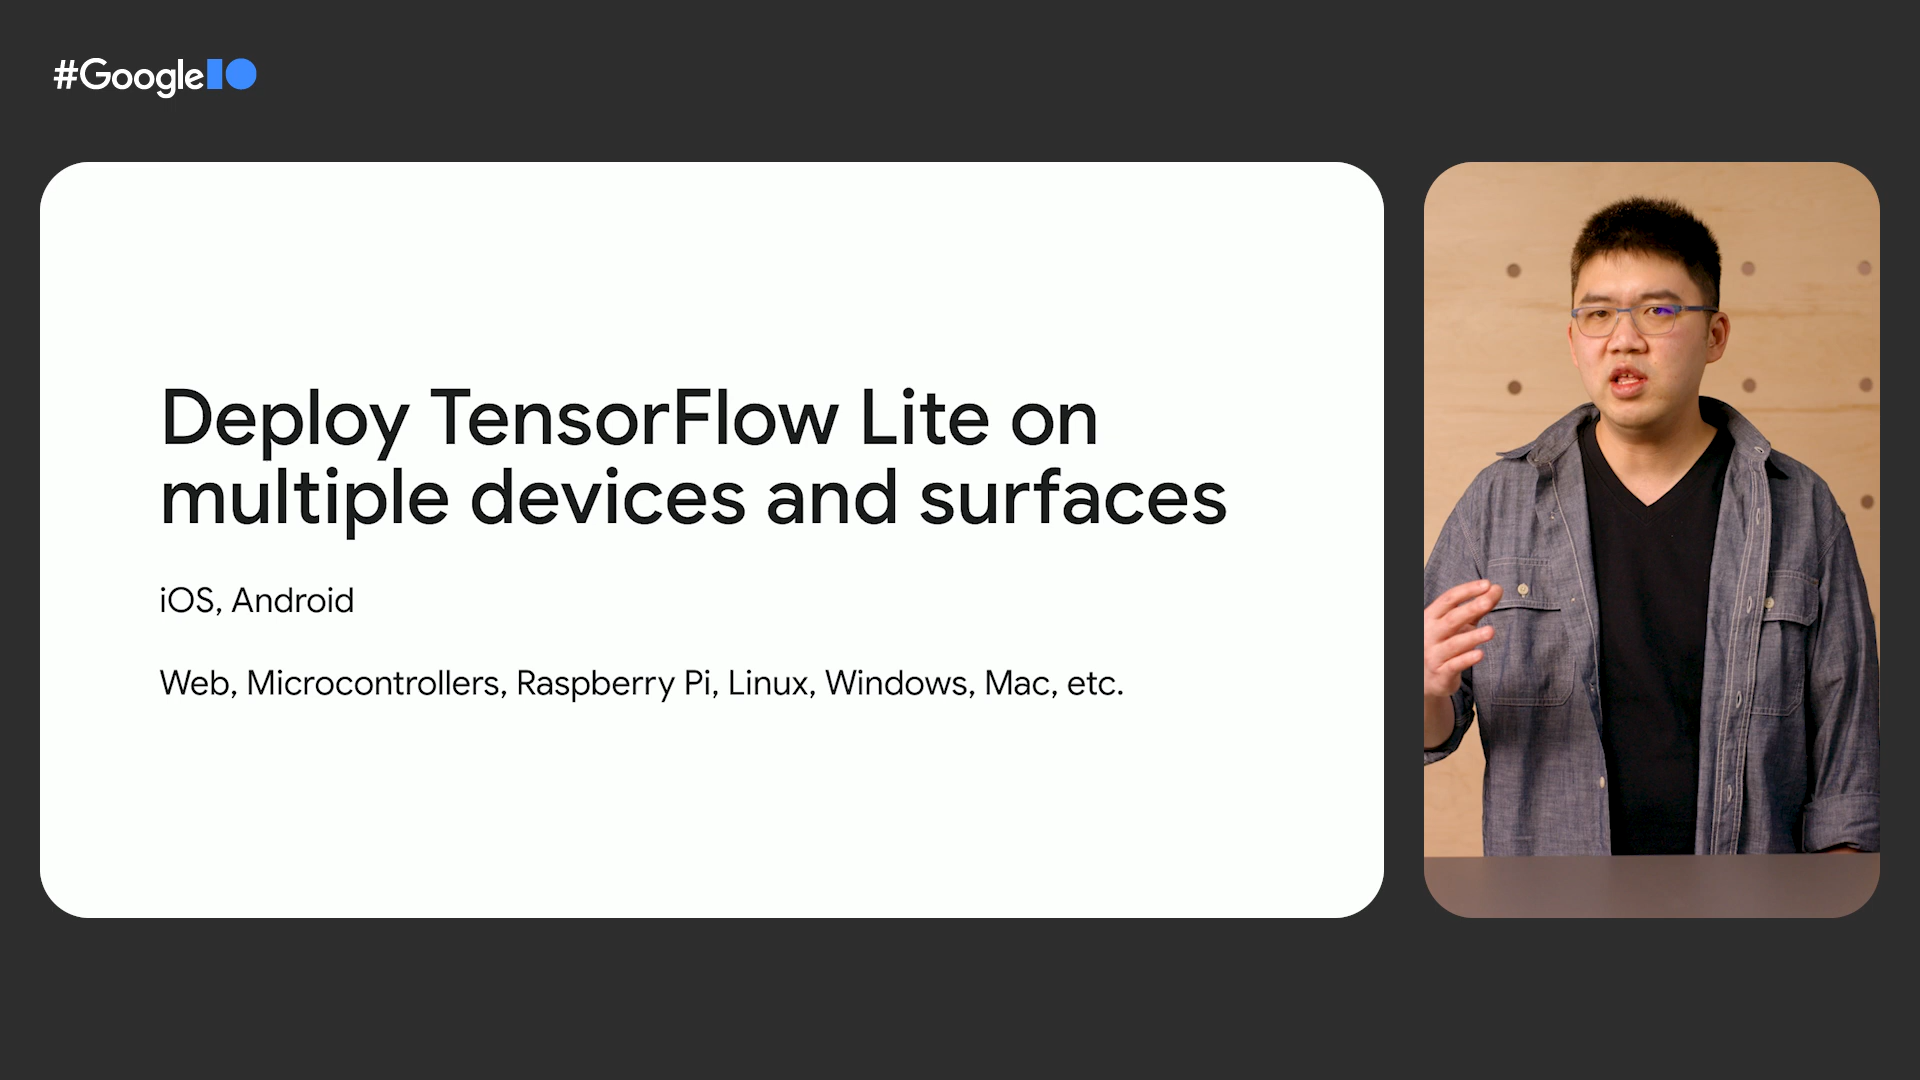 #GoogleIO
Deploy TensorFlow Lite on
multiple devices and surfaces
iOS, Android
Web, Microcontrollers, Raspberry Pi, Linux, Windows, Mac, etc.